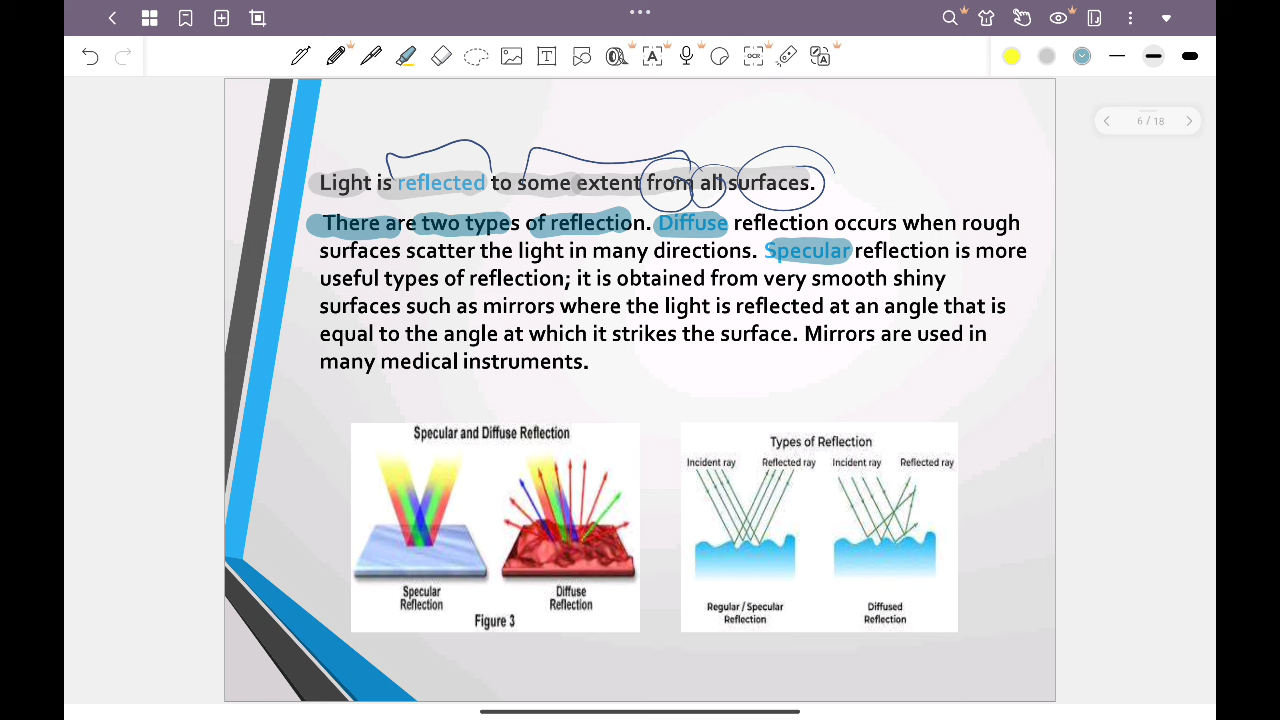 6 / 18
Light is reflected to some extent from all surfaces.
There are two types of reflection. Diffuse reflection occurs when rough
surfaces scatter the light in many directions. Specular reflection is more
useful types of reflection; it is obtained from very smooth shiny
surfaces such as mirrors where the light is reflected at an angle that is
equal to the angle at which it strikes the surface. Mirrors are used in
many medical instruments.
Specular and Diffuse Reflection
Specular
Reflection
Diffuse
Reflection
Figure 3
Types of Reflection
Incident ray Reflected ray Incident ray Reflected ray
Regular / Specular
Reflection
Diffused
Reflection
T
A
OCR
A